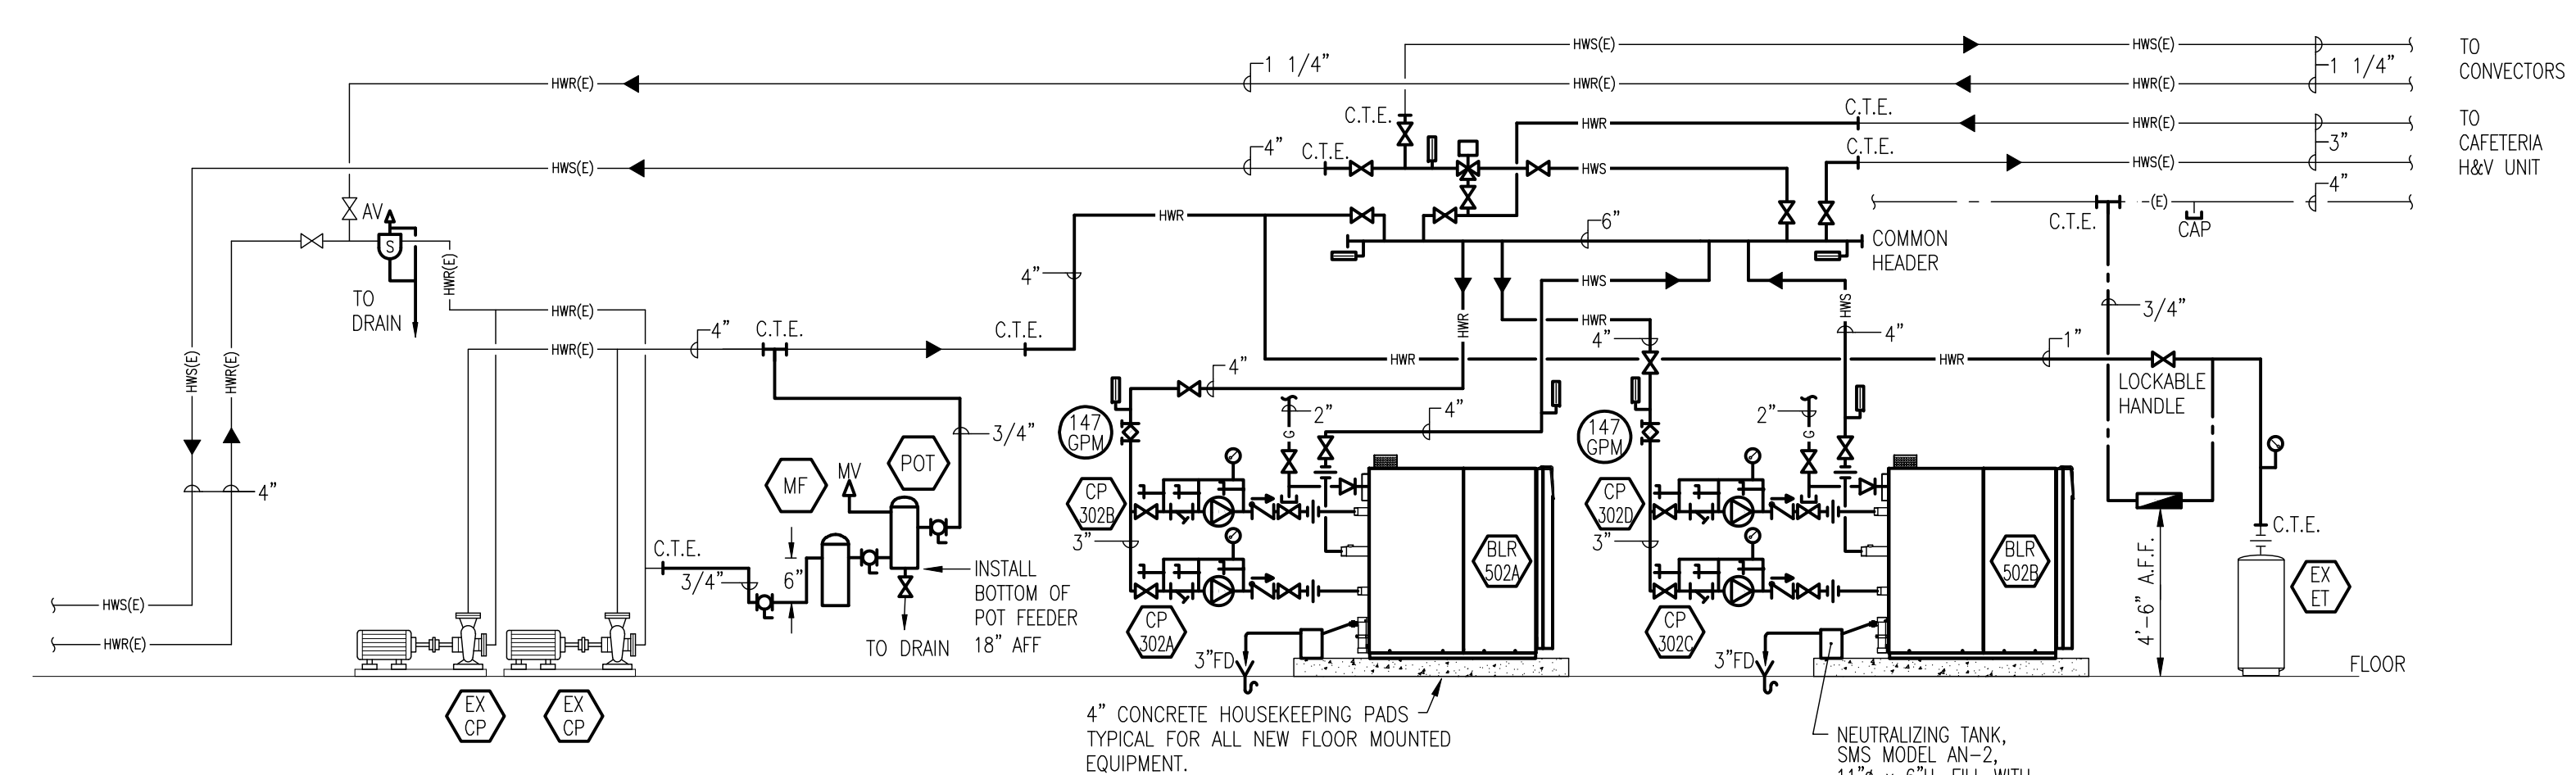 HWS(E)
HWS(E)
TO
CONVECTORS
HWR(E)
1 1/4"
HWR(E)
HWR(E)
1 1/4"
C.T.E.
HWR
C.T.E.
HWR(E)
TO
CAFETERIA
H&V UNIT
3"
HWS(E)
4"
C.T.E.
HWS
C.T.E.
HWS(E)
4"
(E)
C.T.E.
CAP
AV
S
HWR
6"
COMMON
HEADER
HWR(E)
TO
DRAIN
4"
HWS
HWS
3/4"
HWR(E)
HWR
HWR
4"
4"
HWR(E)
4"
C.T.E.
C.T.E.
HWR
HWR
1"
HWS(E)
HWR(E)
4"
LOCKABLE
HANDLE
147
GPM
2"
G
4"
147
GPM
2"
G
3/4"
POT
MF
MV
4"
CP
302B
CP
302D
C.T.E.
3"
3"
C.T.E.
3/4"
6"
INSTALL
BOTTOM OF
POT FEEDER
18" AFF
BLR
502A
BLR
502B
EX
ET
4'-6" A.F.F.
HWS(E)
HWR(E)
TO DRAIN
CP
302A
CP
302C
3"FD
3"FD
FLOOR
EX
CP
EX
CP
4" CONCRETE HOUSEKEEPING PADS
TYPICAL FOR ALL NEW FLOOR MOUNTED
EQUIPMENT.
NEUTRALIZING TANK,
SMS MODEL AN-2,